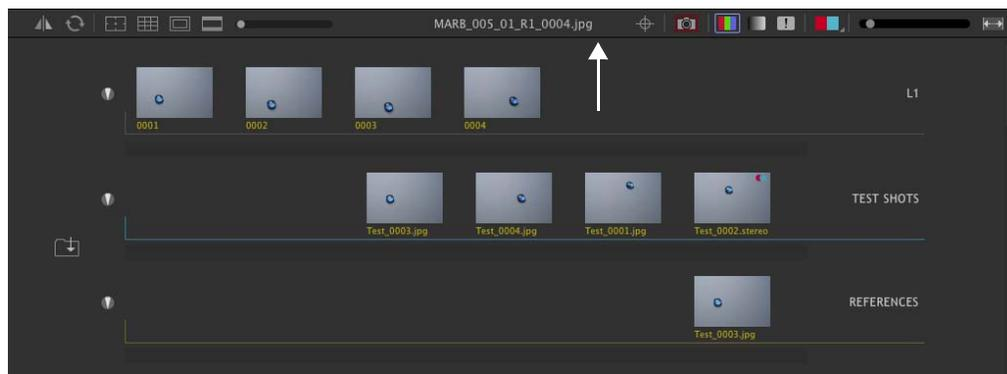 MARB_005_01_R1_0004.jpg
L1
0001 0002 0003 0004
TEST SHOTS
Test_0003.jpg Test_0004.jpg Test_0001.jpg Test_0002.stereo
REFERENCES
Test_0003.jpg